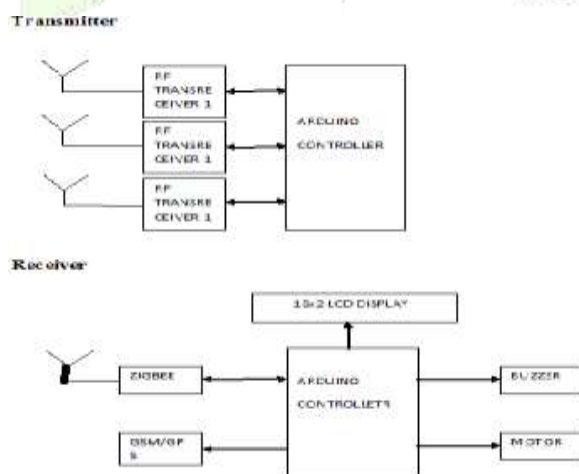 Transmitter
RF
TRANSRE
CEIVER 1
RF
TRANSRE
CEIVER 1
RF
TRANSRE
CEIVER 1
ARDUINO
CONTROLLER
Receiver
16x2 LCD DISPLAY
ZIGBEE
GSM/GP
S
ARDUINO
CONTROLLETR
BUZZER
MOTOR